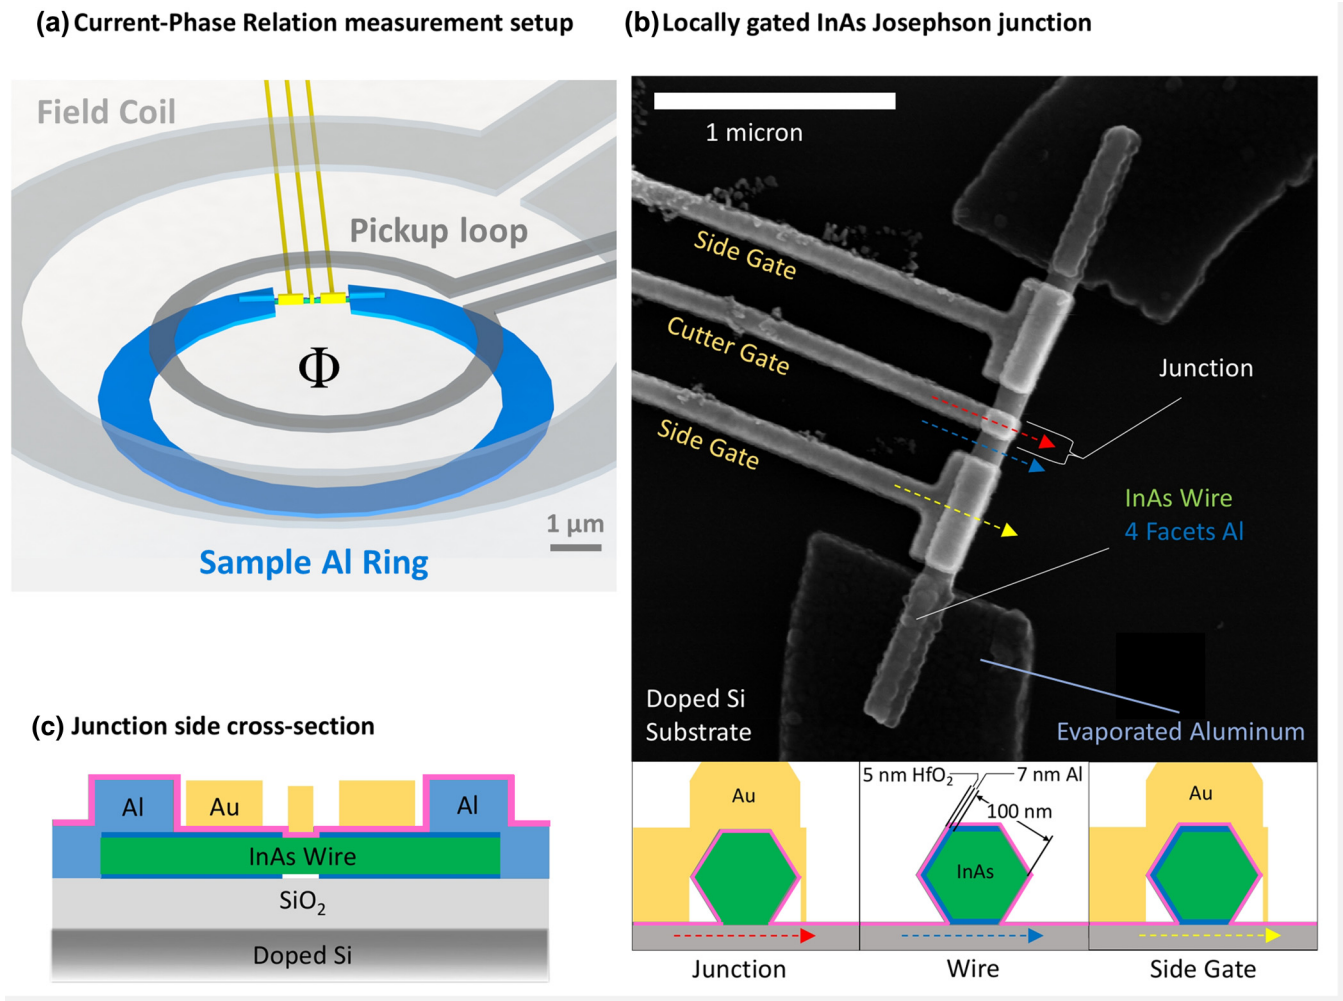 (a) Current-Phase Relation measurement setup
Field Coil
Pickup loop
Φ
1 μm
Sample Al Ring
(b) Locally gated InAs Josephson junction
1 micron
Side Gate
Cutter Gate
Side Gate
Junction
InAs Wire
4 Facets Al
Doped Si
Substrate
Evaporated Aluminum
Au
5 nm HfO₂
7 nm Al
100 nm
InAs
Au
Junction
Wire
Side Gate
(c) Junction side cross-section
Al
Au
Al
InAs Wire
SiO₂
Doped Si